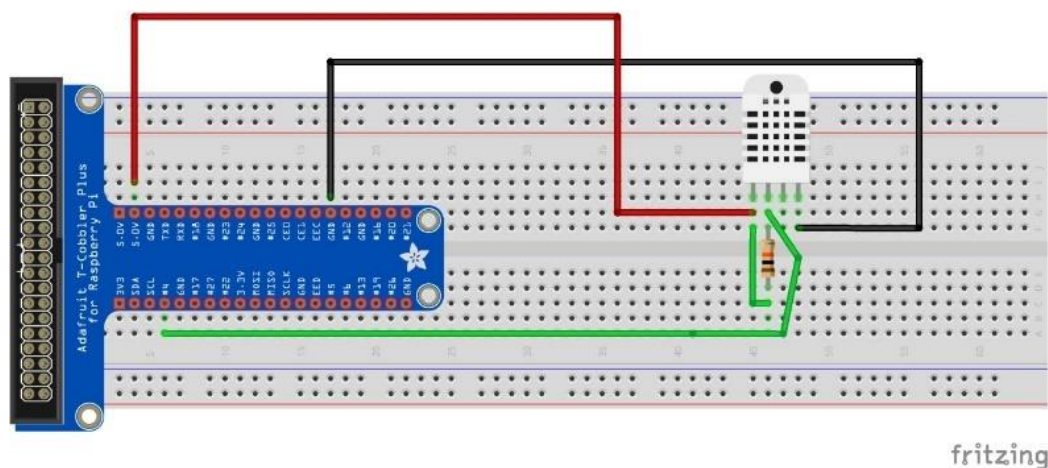 Adafruit T-Cobbler Plus
for Raspberry Pi
5.0V 5.0V GND TXD RXD #18 GND #23 #24 GND #25 CE0 CE1 EEC GND #12 GND #16 #20 #21
3V3 SDA SCL #4 GND #17 #27 #22 3.3V MOSI MISO SCLK GND EED #5 #6 #13 #19 #26 GND
fritzing